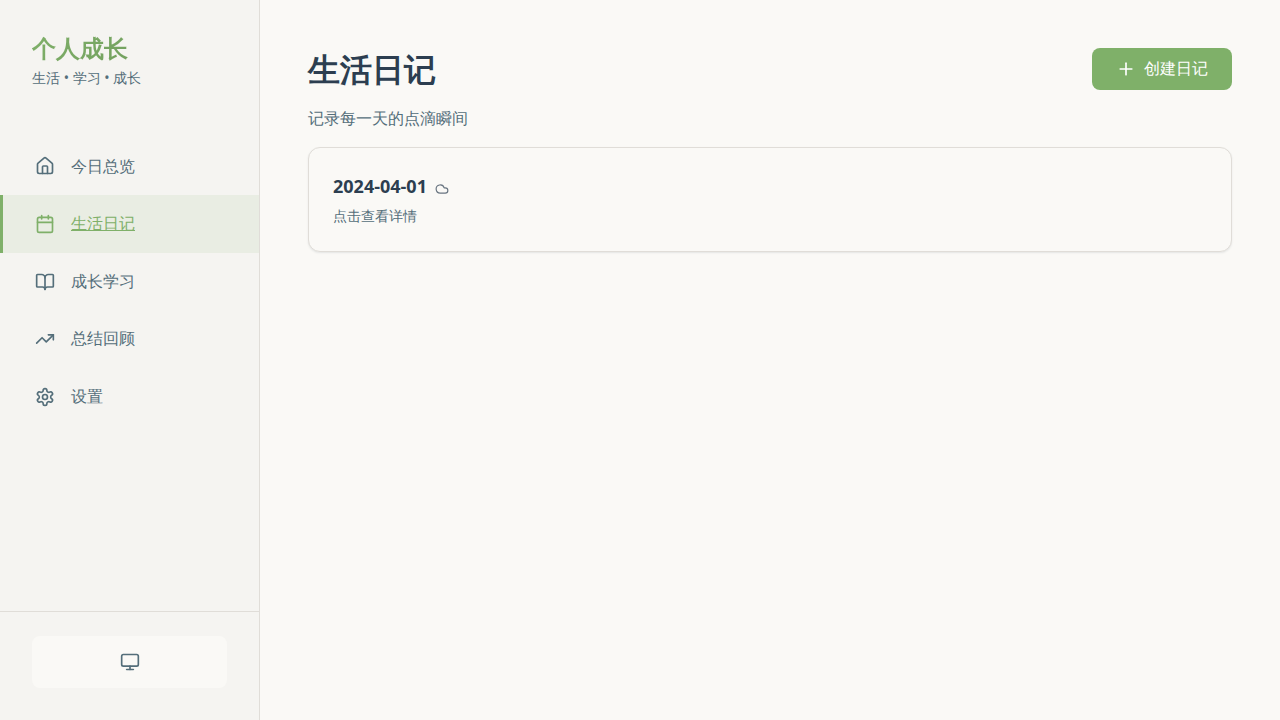 个人成长
生活 • 学习 • 成长
今日总览
生活日记
成长学习
总结回顾
设置
生活日记
创建日记
记录每一天的点滴瞬间
2024-04-01
点击查看详情